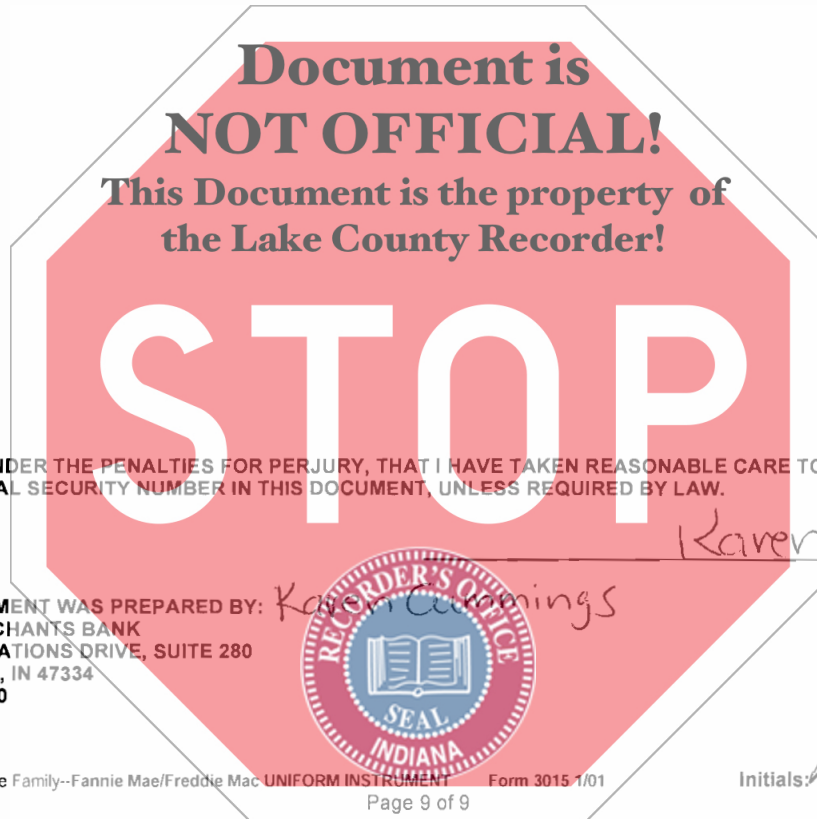 Document is
NOT OFFICIAL!
This Document is the property of
the Lake County Recorder!
STOP
NDER THE PENALTIES FOR PERJURY, THAT I HAVE TAKEN REASONABLE CARE TO
AL SECURITY NUMBER IN THIS DOCUMENT, UNLESS REQUIRED BY LAW.
Karen
MENT WAS PREPARED BY: Karen Cummings
CHANTS BANK
ATIONS DRIVE, SUITE 280
, IN 47334
0
RECORDER'S OFFICE
SEAL
INDIANA
e Family--Fannie Mae/Freddie Mac UNIFORM INSTRUMENT Form 3015 1/01 Initials:
Page 9 of 9